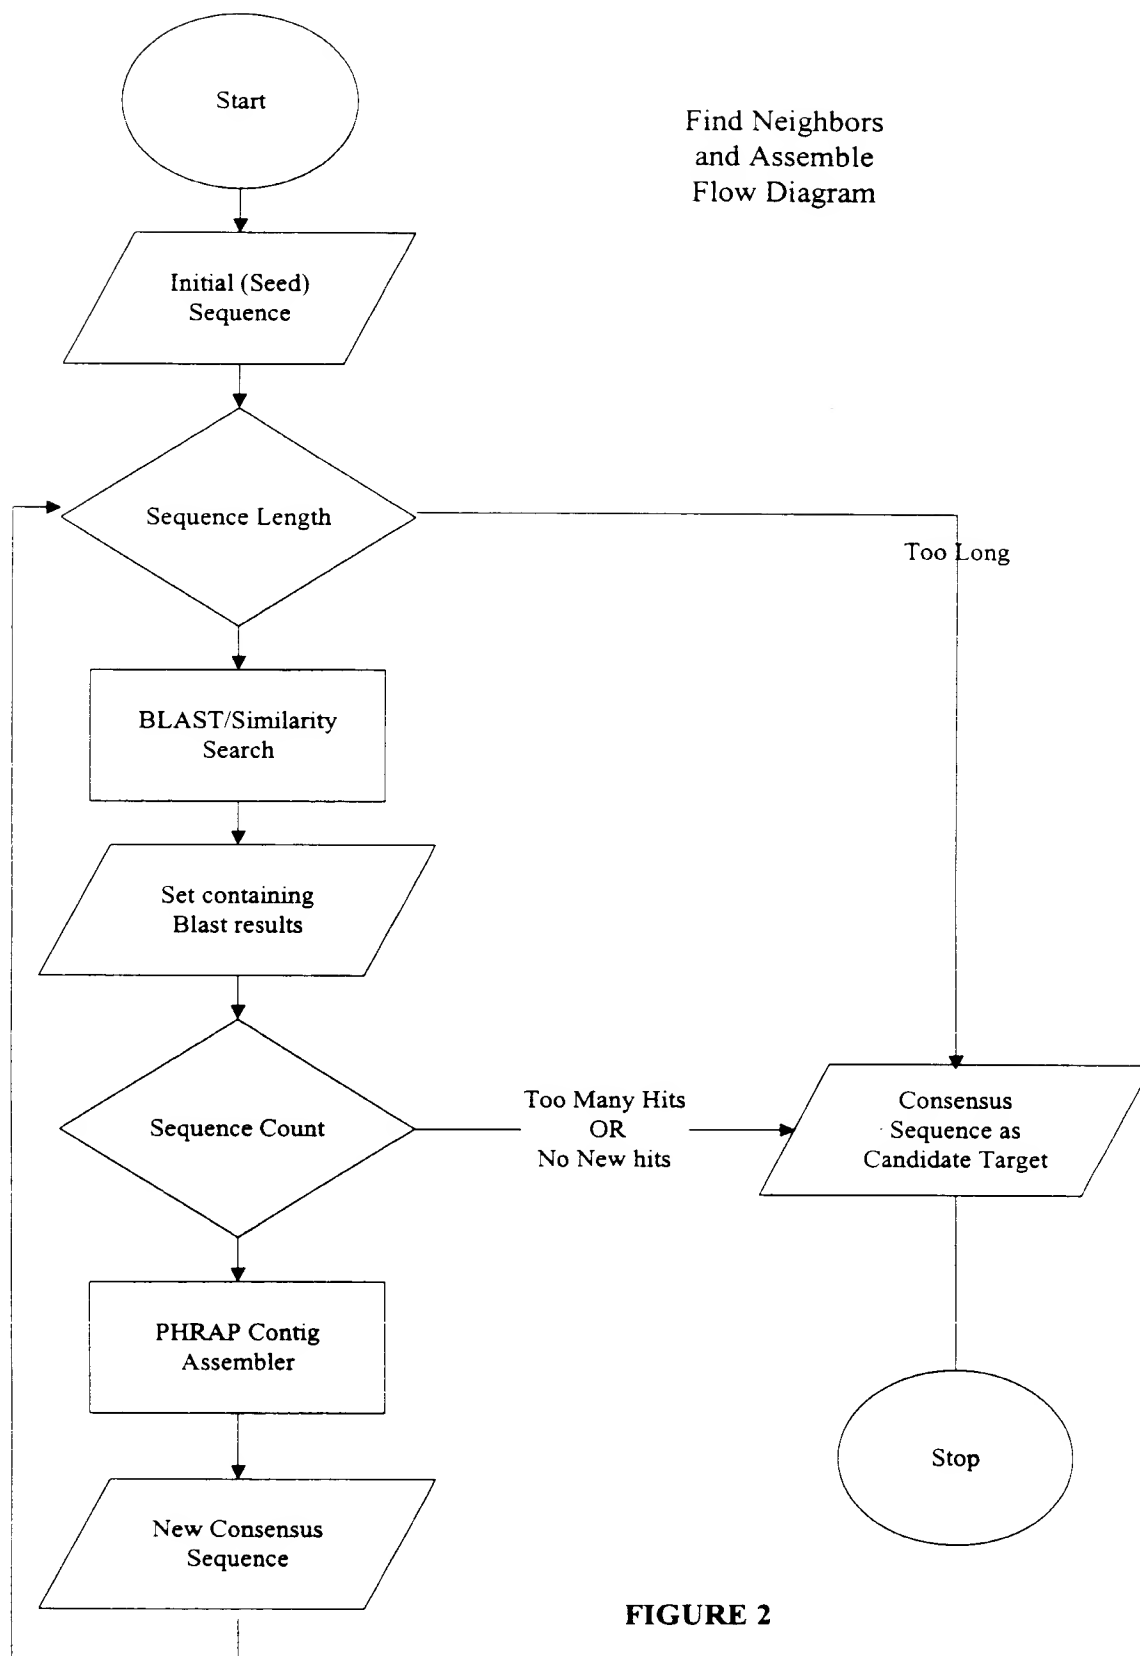 Start
Find Neighbors
and Assemble
Flow Diagram
Initial (Seed)
Sequence
Sequence Length
Too Long
BLAST/Similarity
Search
Set containing
Blast results
Sequence Count
Too Many Hits
OR
No New hits
Consensus
Sequence as
Candidate Target
PHRAP Contig
Assembler
Stop
New Consensus
Sequence
FIGURE 2